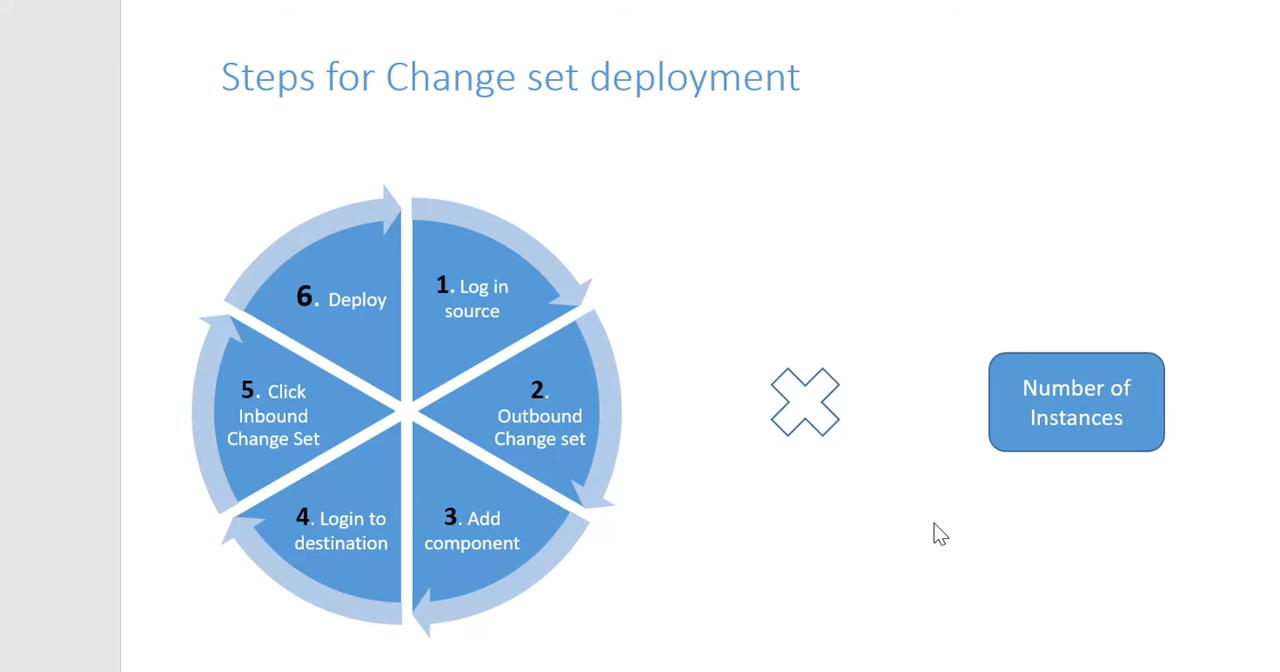 Steps for Change set deployment
1. Log in
source
2.
Outbound
Change set
3. Add
component
4. Login to
destination
5. Click
Inbound
Change Set
6. Deploy
Number of
Instances